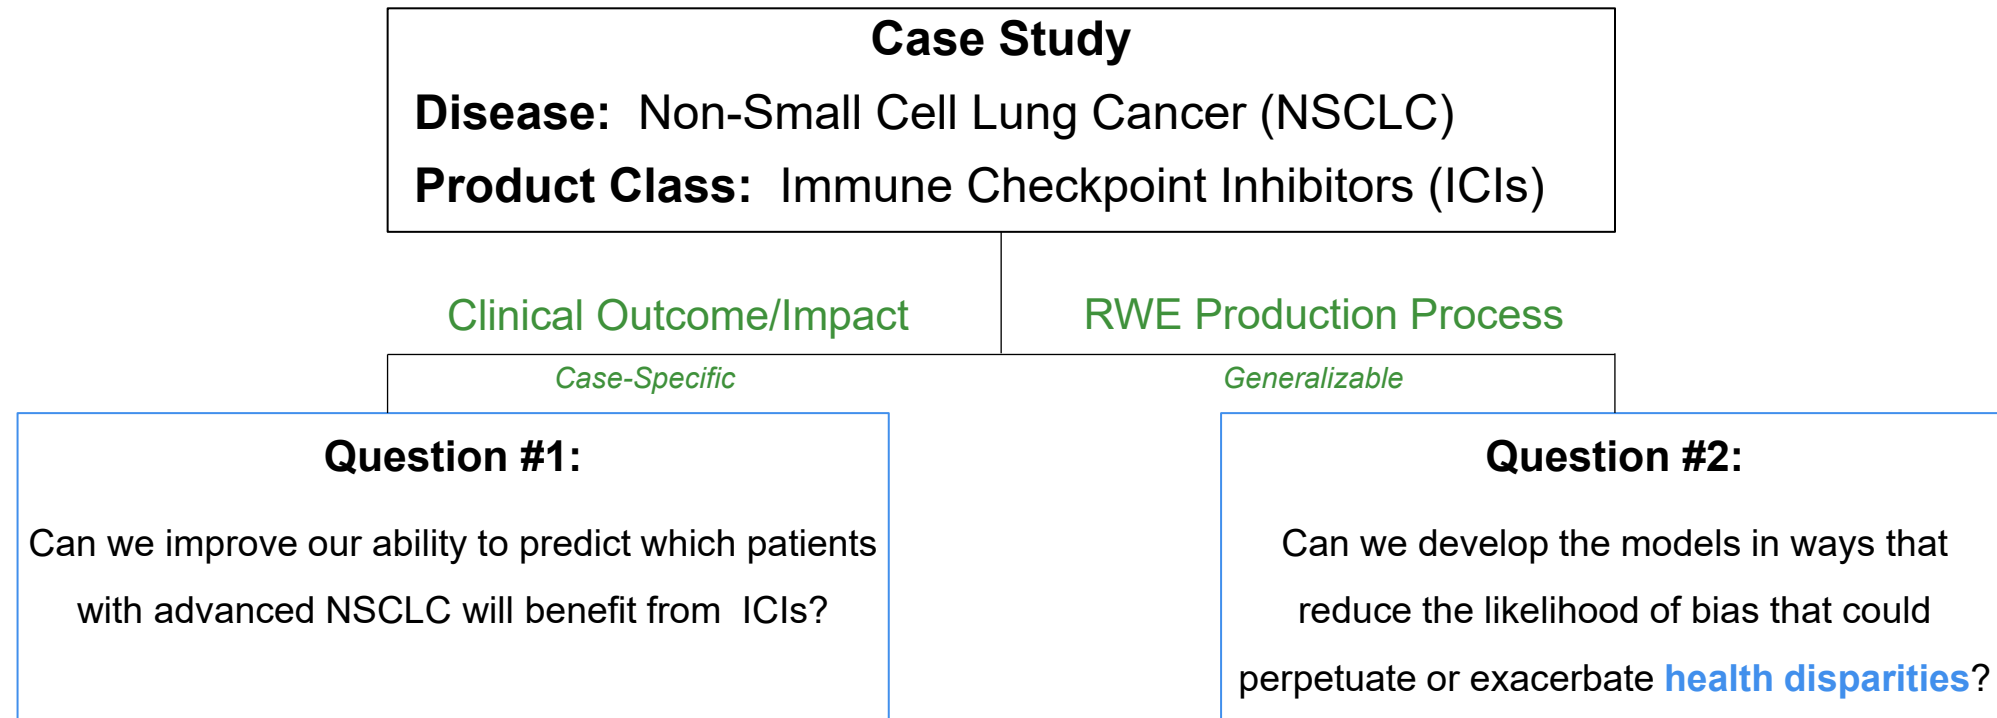 Case Study
Disease: Non-Small Cell Lung Cancer (NSCLC)
Product Class: Immune Checkpoint Inhibitors (ICIs)
Clinical Outcome/Impact
RWE Production Process
Case-Specific
Generalizable
Question #1:
Can we improve our ability to predict which patients
with advanced NSCLC will benefit from ICIs?
Question #2:
Can we develop the models in ways that
reduce the likelihood of bias that could
perpetuate or exacerbate health disparities?